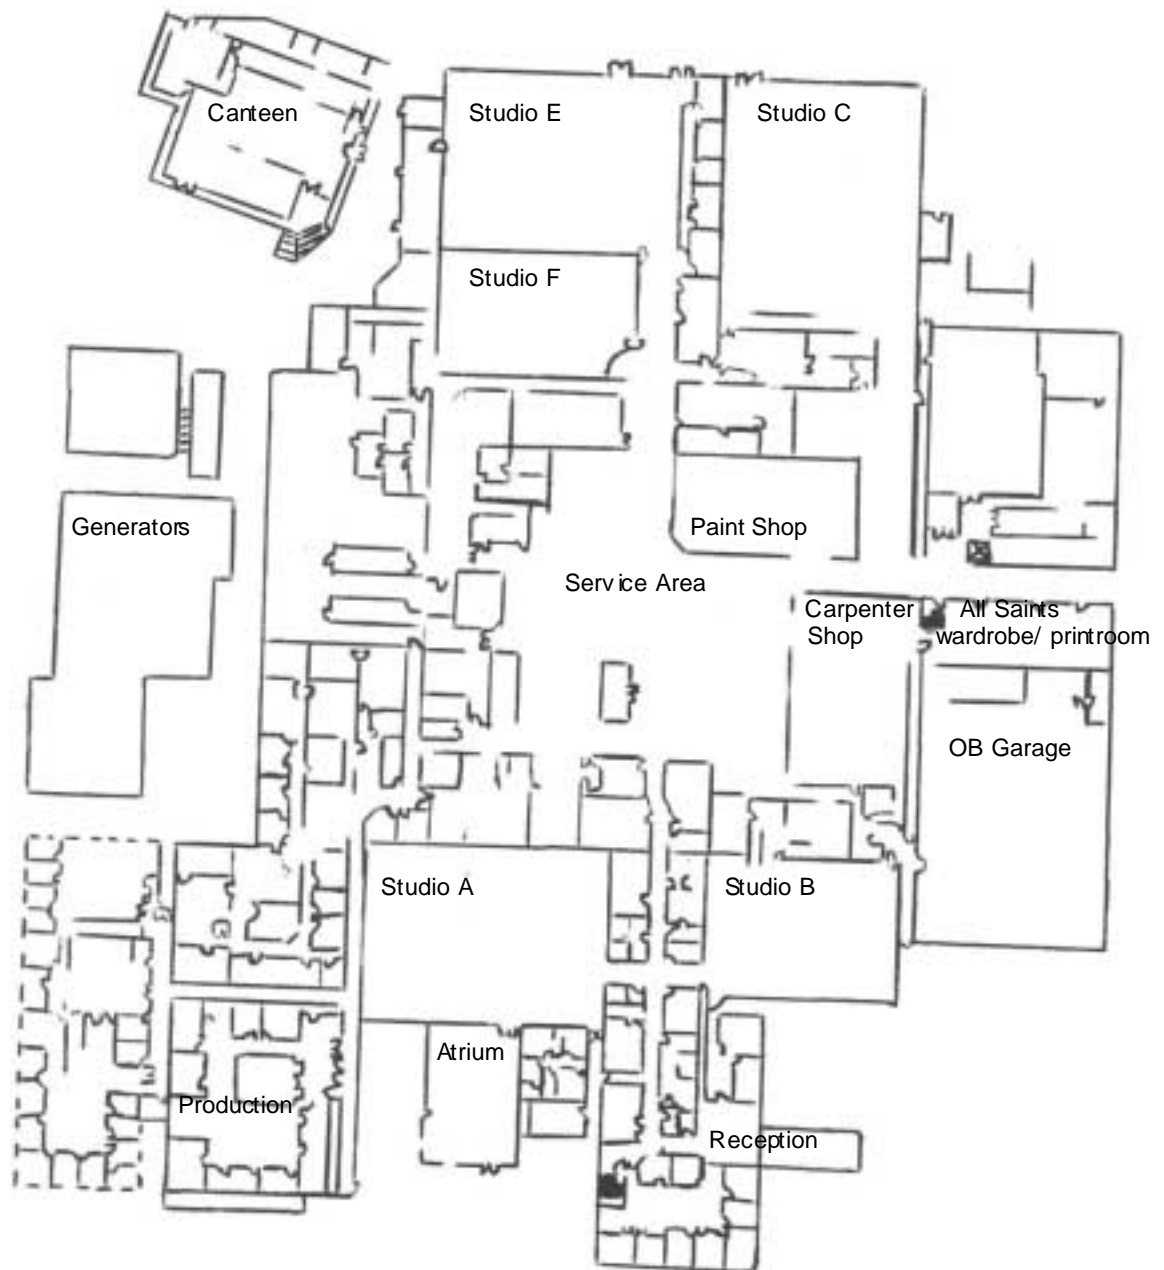 Canteen
Studio E
Studio C
Studio F
Generators
Paint Shop
Service Area
Carpenter
Shop
All Saints
wardrobe/ printroom
OB Garage
Studio A
Studio B
Atrium
Production
Reception